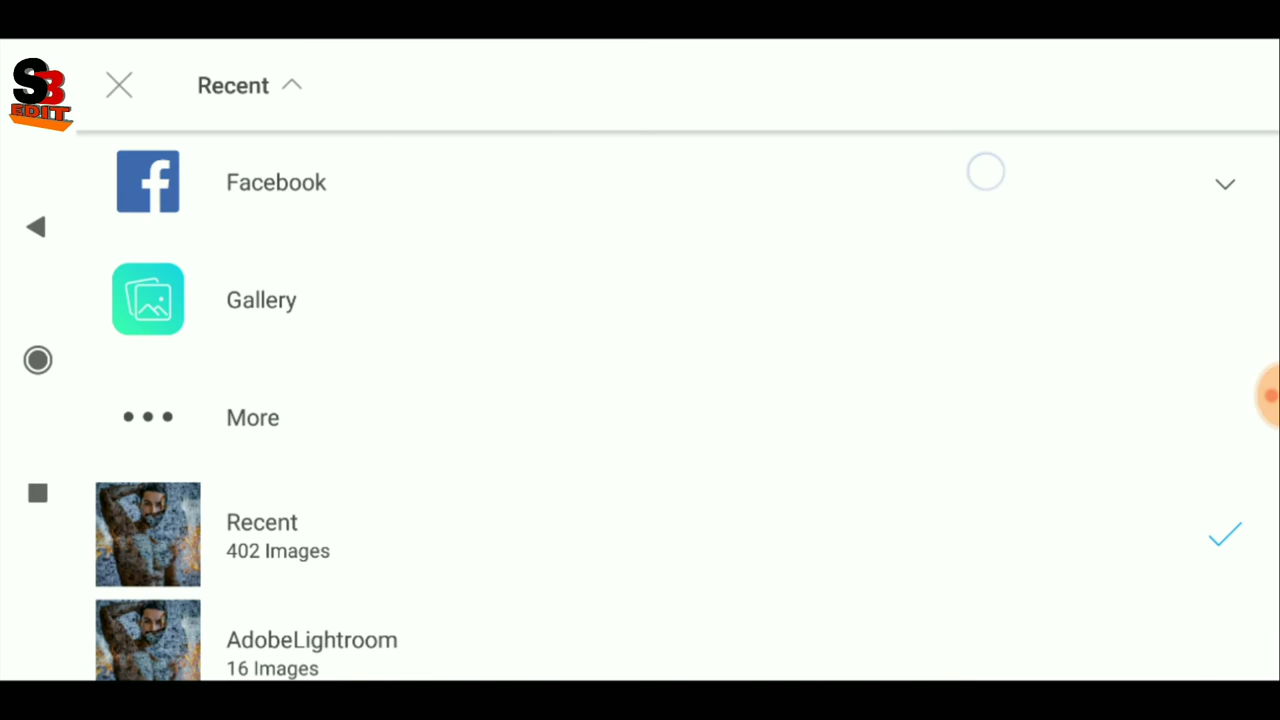 S3
EDIT
Recent
Facebook
Gallery
More
Recent
402 Images
AdobeLightroom
16 Images